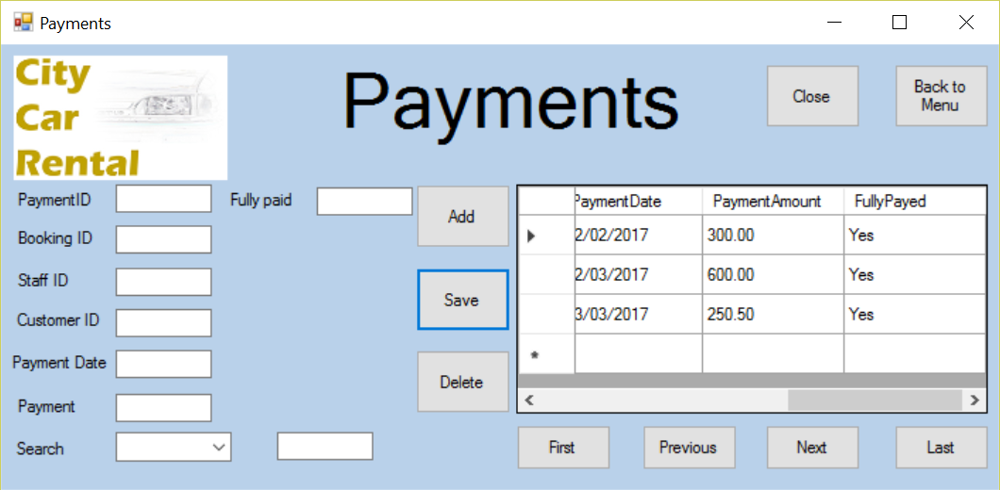 Payments
City
Car
Rental
Payments
Close
Back to
Menu
PaymentID
Fully paid
Booking ID
Staff ID
Customer ID
Payment Date
Payment
Search
Add
Save
Delete
PaymentDate PaymentAmount FullyPayed
2/02/2017 300.00 Yes
2/03/2017 600.00 Yes
3/03/2017 250.50 Yes
*
First Previous Next Last